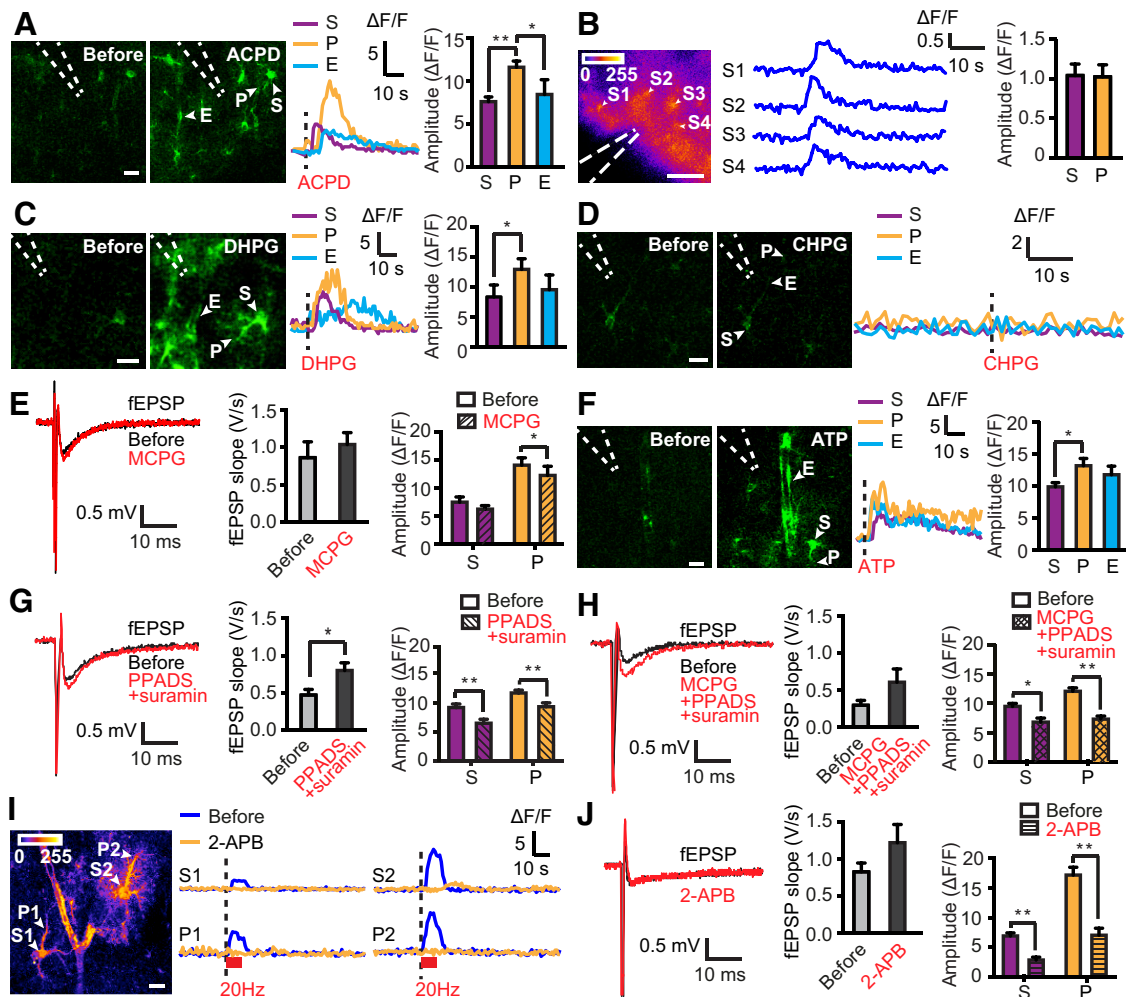 A
Before
ACPD
E
P
S
S
P
E
ΔF/F
5
10 s
ACPD
Amplitude (ΔF/F)
15
10
5
0
**
*
S P E
B
0 255
S1
S2
S3
S4
S1
S2
S3
S4
ΔF/F
0.5
10 s
Amplitude (ΔF/F)
1.5
1.0
0.5
0
S P
C
Before
DHPG
E
S
P
S
P
E
ΔF/F
5
10 s
DHPG
Amplitude (ΔF/F)
20
15
10
5
0
*
S P E
D
Before
CHPG
P
E
S
S
P
E
ΔF/F
2
10 s
CHPG
E
fEPSP
Before
MCPG
0.5 mV
10 ms
fEPSP slope (V/s)
1.5
1.0
0.5
0.0
Before
MCPG
Before
MCPG
Amplitude (ΔF/F)
20
15
10
5
0
*
S P
F
Before
ATP
E
S
P
S
P
E
ΔF/F
5
10 s
ATP
Amplitude (ΔF/F)
20
15
10
5
0
*
S P E
G
fEPSP
Before
PPADS
+suramin
0.5 mV
10 ms
fEPSP slope (V/s)
1.5
1.0
0.5
0.0
*
Before
PPADS
+suramin
Before
PPADS
+suramin
Amplitude (ΔF/F)
20
15
10
5
0
**
**
S P
H
fEPSP
Before
MCPG
+PPADS
+suramin
0.5 mV
10 ms
fEPSP slope (V/s)
2.0
1.5
1.0
0.5
0.0
Before
MCPG
+PPADS
+suramin
Before
MCPG
+PPADS
+suramin
Amplitude (ΔF/F)
20
15
10
5
0
*
**
S P
I
0 255
P2
S2
P1
S1
Before
2-APB
ΔF/F
5
10 s
S1
S2
P1
P2
20Hz
20Hz
J
fEPSP
2-APB
0.5 mV
10 ms
fEPSP slope (V/s)
2.0
1.5
1.0
0.5
0.0
Before
2-APB
Before
2-APB
Amplitude (ΔF/F)
20
15
10
5
0
**
**
S P